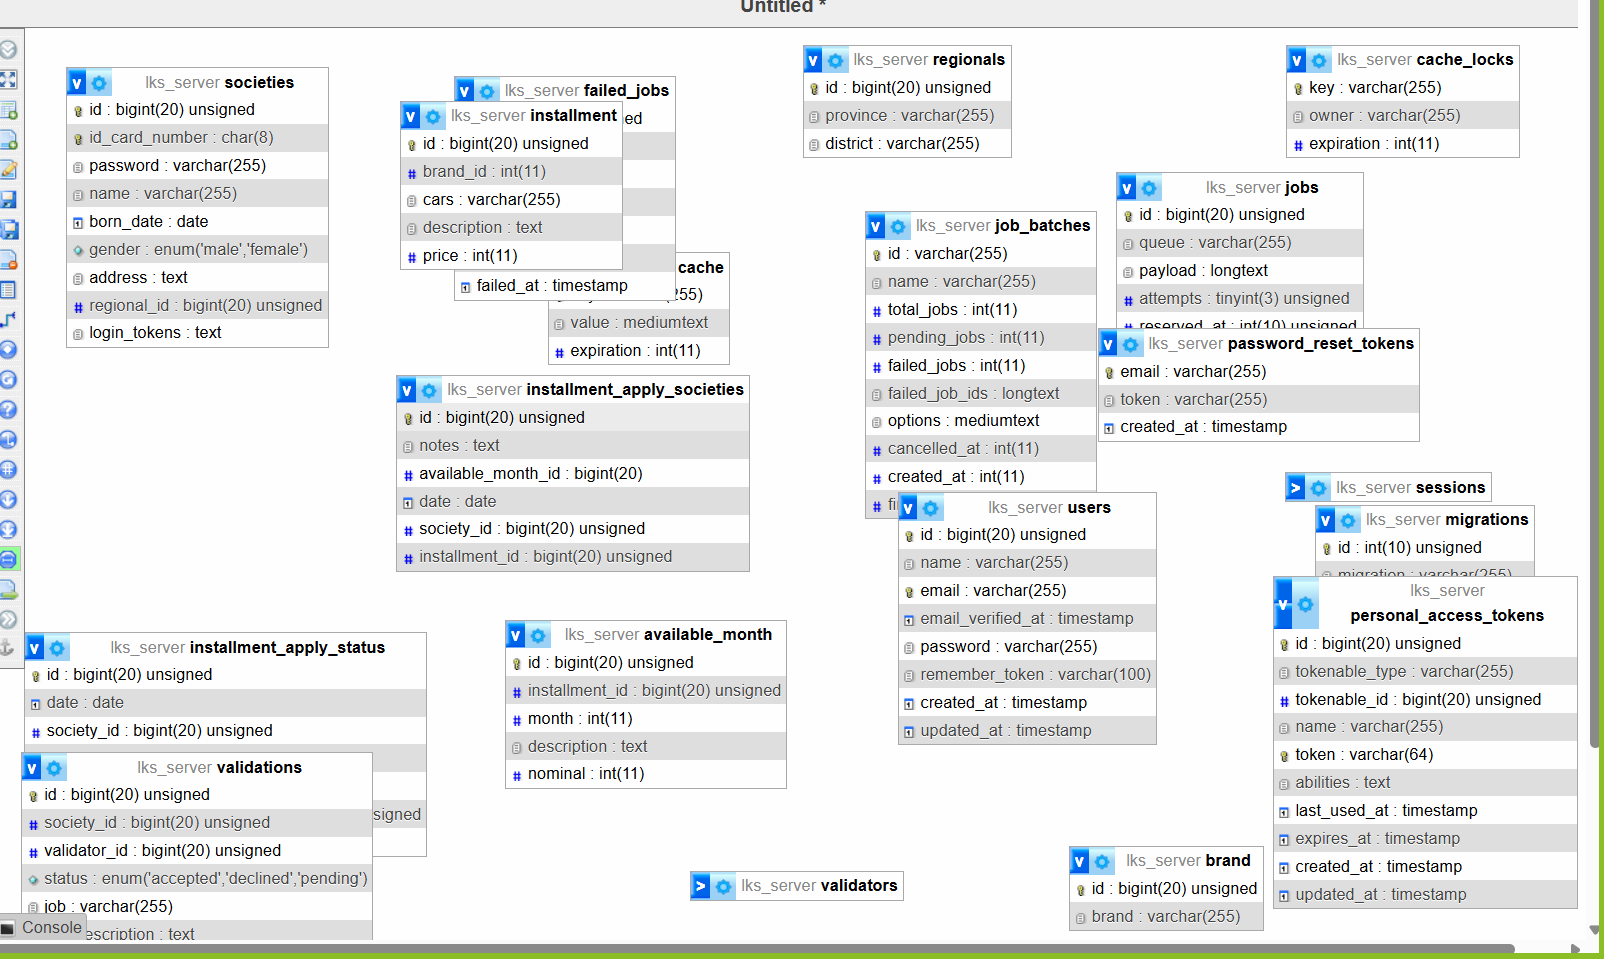 Untitled *
lks_server societies
id : bigint(20) unsigned
id_card_number : char(8)
password : varchar(255)
name : varchar(255)
born_date : date
gender : enum('male','female')
address : text
regional_id : bigint(20) unsigned
login_tokens : text
lks_server failed_jobs
ed
failed_at : timestamp
lks_server installment
id : bigint(20) unsigned
brand_id : int(11)
cars : varchar(255)
description : text
price : int(11)
cache
255)
value : mediumtext
expiration : int(11)
lks_server regionals
id : bigint(20) unsigned
province : varchar(255)
district : varchar(255)
lks_server cache_locks
key : varchar(255)
owner : varchar(255)
expiration : int(11)
lks_server jobs
id : bigint(20) unsigned
queue : varchar(255)
payload : longtext
attempts : tinyint(3) unsigned
reserved_at : int(10) unsigned
lks_server job_batches
id : varchar(255)
name : varchar(255)
total_jobs : int(11)
pending_jobs : int(11)
failed_jobs : int(11)
failed_job_ids : longtext
options : mediumtext
cancelled_at : int(11)
created_at : int(11)
fi
lks_server password_reset_tokens
email : varchar(255)
token : varchar(255)
created_at : timestamp
lks_server installment_apply_societies
id : bigint(20) unsigned
notes : text
available_month_id : bigint(20)
date : date
society_id : bigint(20) unsigned
installment_id : bigint(20) unsigned
lks_server users
id : bigint(20) unsigned
name : varchar(255)
email : varchar(255)
email_verified_at : timestamp
password : varchar(255)
remember_token : varchar(100)
created_at : timestamp
updated_at : timestamp
lks_server sessions
lks_server migrations
id : int(10) unsigned
migration : varchar(255)
lks_server
personal_access_tokens
id : bigint(20) unsigned
tokenable_type : varchar(255)
tokenable_id : bigint(20) unsigned
name : varchar(255)
token : varchar(64)
abilities : text
last_used_at : timestamp
expires_at : timestamp
created_at : timestamp
updated_at : timestamp
lks_server installment_apply_status
id : bigint(20) unsigned
date : date
society_id : bigint(20) unsigned
signed
lks_server available_month
id : bigint(20) unsigned
installment_id : bigint(20) unsigned
month : int(11)
description : text
nominal : int(11)
lks_server validations
id : bigint(20) unsigned
society_id : bigint(20) unsigned
validator_id : bigint(20) unsigned
status : enum('accepted','declined','pending')
job : varchar(255)
escription : text
lks_server validators
lks_server brand
id : bigint(20) unsigned
brand : varchar(255)
Console